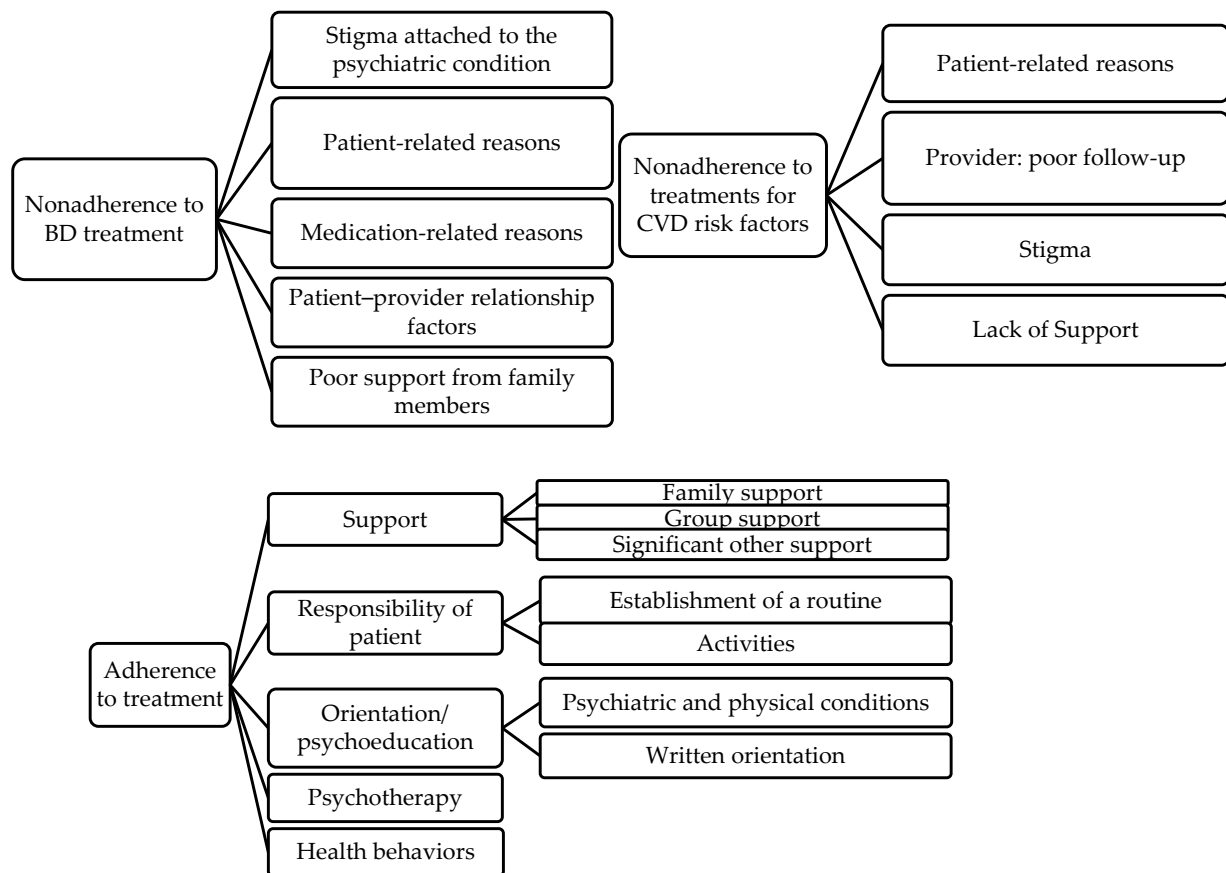 Nonadherence to
BD treatment
Stigma attached to the
psychiatric condition
Patient-related reasons
Medication-related reasons
Patient–provider relationship
factors
Poor support from family
members
Nonadherence to
treatments for
CVD risk factors
Patient-related reasons
Provider: poor follow-up
Stigma
Lack of Support
Adherence
to treatment
Support
Family support
Group support
Significant other support
Responsibility of
patient
Establishment of a routine
Activities
Orientation/
psychoeducation
Psychiatric and physical conditions
Written orientation
Psychotherapy
Health behaviors